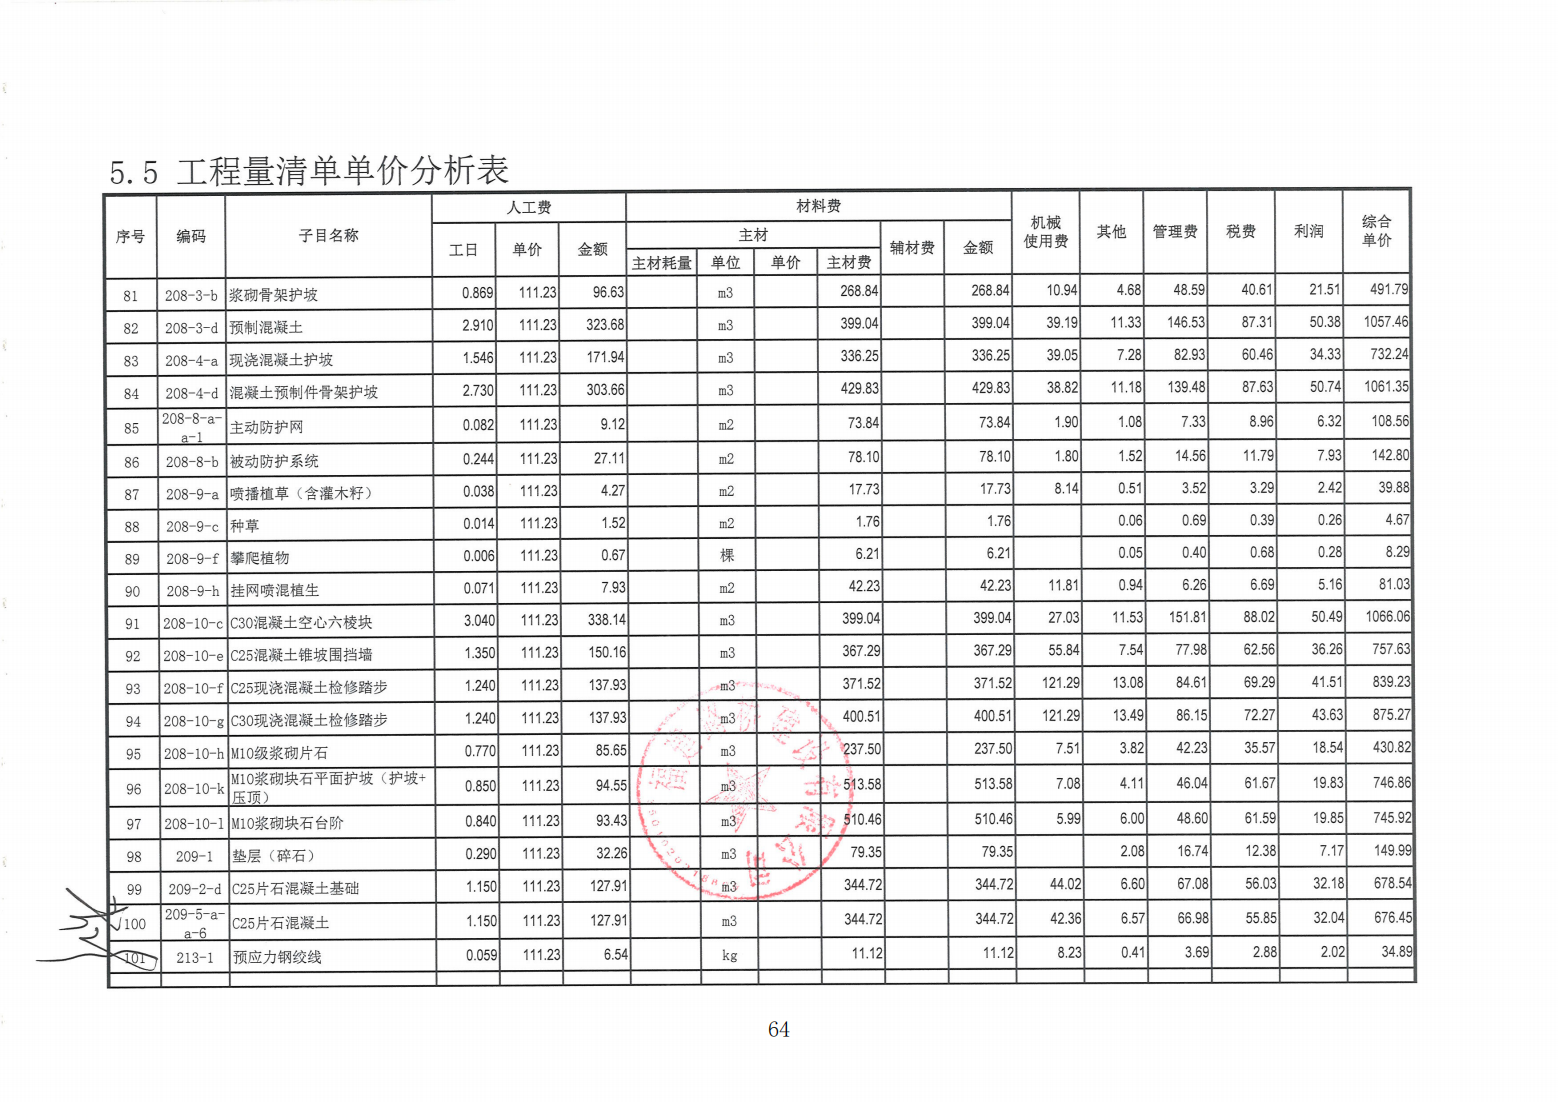 5.5 工程量清单单价分析表
序号 编码 子目名称 人工费 材料费 机械使用费 其他 管理费 税费 利润 综合单价
工日 单价 金额 主材 辅材费 金额
主材耗量 单位 单价 主材费
81 208-3-b 浆砌骨架护坡 0.869 111.23 96.63 m3 268.84 268.84 10.94 4.68 48.59 40.61 21.51 491.79
82 208-3-d 预制混凝土 2.910 111.23 323.68 m3 399.04 399.04 39.19 11.33 146.53 87.31 50.38 1057.46
83 208-4-a 现浇混凝土护坡 1.546 111.23 171.94 m3 336.25 336.25 39.05 7.28 82.93 60.46 34.33 732.24
84 208-4-d 混凝土预制件骨架护坡 2.730 111.23 303.66 m3 429.83 429.83 38.82 11.18 139.48 87.63 50.74 1061.35
85 208-8-a-a-1 主动防护网 0.082 111.23 9.12 m2 73.84 73.84 1.90 1.08 7.33 8.96 6.32 108.56
86 208-8-b 被动防护系统 0.244 111.23 27.11 m2 78.10 78.10 1.80 1.52 14.56 11.79 7.93 142.80
87 208-9-a 喷播植草（含灌木籽） 0.038 111.23 4.27 m2 17.73 17.73 8.14 0.51 3.52 3.29 2.42 39.88
88 208-9-c 种草 0.014 111.23 1.52 m2 1.76 1.76 0.06 0.69 0.39 0.26 4.67
89 208-9-f 攀爬植物 0.006 111.23 0.67 棵 6.21 6.21 0.05 0.40 0.68 0.28 8.29
90 208-9-h 挂网喷混植生 0.071 111.23 7.93 m2 42.23 42.23 11.81 0.94 6.26 6.69 5.16 81.03
91 208-10-c C30混凝土空心六棱块 3.040 111.23 338.14 m3 399.04 399.04 27.03 11.53 151.81 88.02 50.49 1066.06
92 208-10-e C25混凝土锥坡围挡墙 1.350 111.23 150.16 m3 367.29 367.29 55.84 7.54 77.98 62.56 36.26 757.63
93 208-10-f C25现浇混凝土检修踏步 1.240 111.23 137.93 m3 371.52 371.52 121.29 13.08 84.61 69.29 41.51 839.23
94 208-10-g C30现浇混凝土检修踏步 1.240 111.23 137.93 m3 400.51 400.51 121.29 13.49 86.15 72.27 43.63 875.27
95 208-10-h M10级浆砌片石 0.770 111.23 85.65 m3 237.50 237.50 7.51 3.82 42.23 35.57 18.54 430.82
96 208-10-k M10浆砌块石平面护坡（护坡+压顶） 0.850 111.23 94.55 m3 513.58 513.58 7.08 4.11 46.04 61.67 19.83 746.86
97 208-10-l M10浆砌块石台阶 0.840 111.23 93.43 m3 510.46 510.46 5.99 6.00 48.60 61.59 19.85 745.92
98 209-1 垫层（碎石） 0.290 111.23 32.26 m3 79.35 79.35 2.08 16.74 12.38 7.17 149.99
99 209-2-d C25片石混凝土基础 1.150 111.23 127.91 m3 344.72 344.72 44.02 6.60 67.08 56.03 32.18 678.54
100 209-5-a-a-6 C25片石混凝土 1.150 111.23 127.91 m3 344.72 344.72 42.36 6.57 66.98 55.85 32.04 676.45
101 213-1 预应力钢绞线 0.059 111.23 6.54 kg 11.12 11.12 8.23 0.41 3.69 2.88 2.02 34.89
64